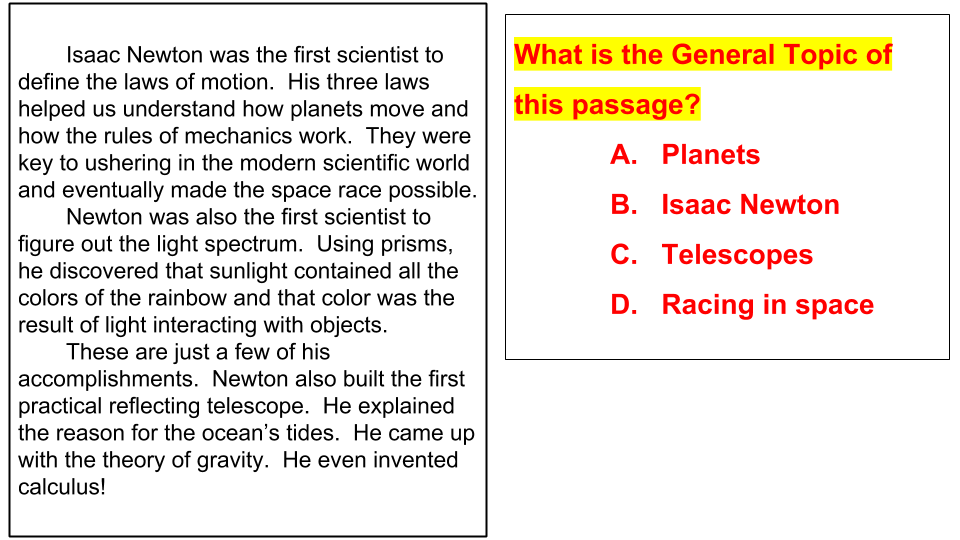 Isaac Newton was the first scientist to
define the laws of motion.  His three laws
helped us understand how planets move and
how the rules of mechanics work.  They were
key to ushering in the modern scientific world
and eventually made the space race possible.
Newton was also the first scientist to
figure out the light spectrum.  Using prisms,
he discovered that sunlight contained all the
colors of the rainbow and that color was the
result of light interacting with objects.
These are just a few of his
accomplishments.  Newton also built the first
practical reflecting telescope.  He explained
the reason for the ocean’s tides.  He came up
with the theory of gravity.  He even invented
calculus!
What is the General Topic of
this passage?
A. Planets
B. Isaac Newton
C. Telescopes
D. Racing in space